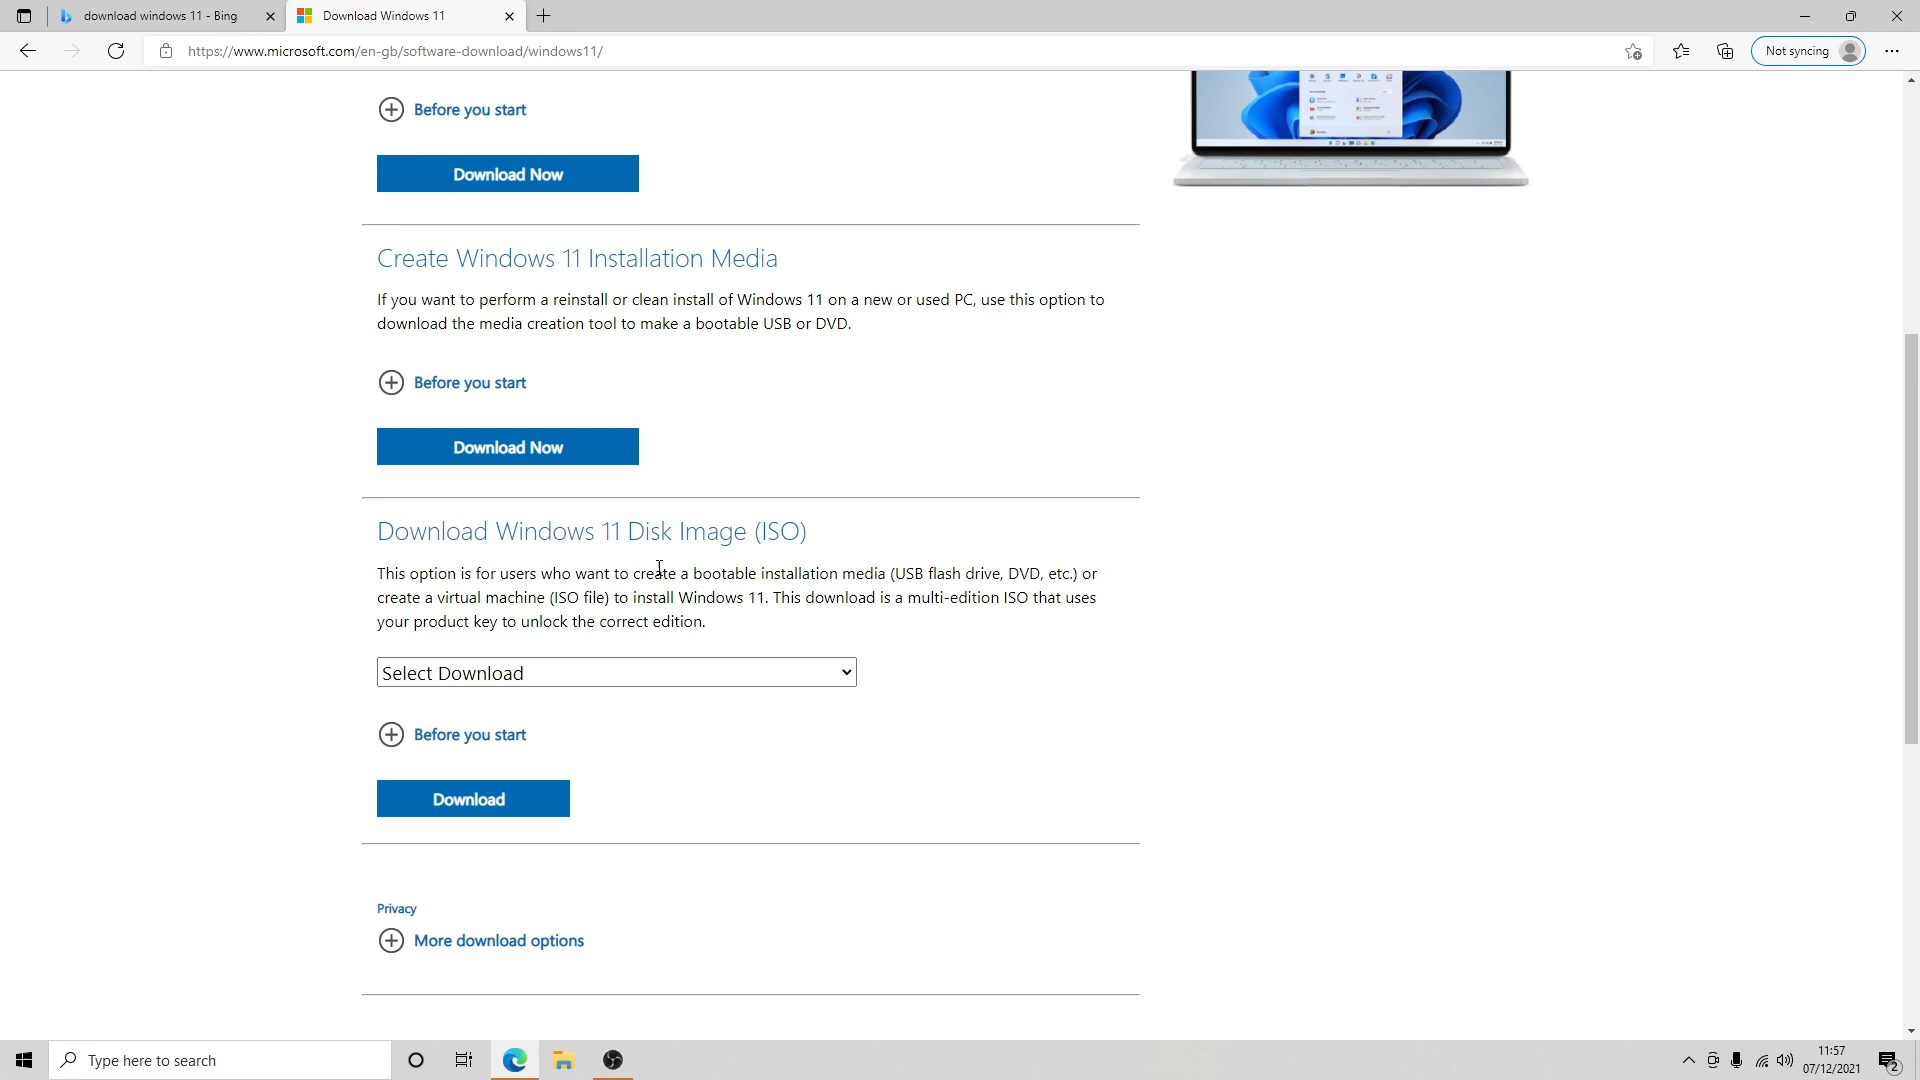 download windows 11 - Bing
Download Windows 11
https://www.microsoft.com/en-gb/software-download/windows11/
Not syncing
Before you start
Download Now
Create Windows 11 Installation Media
If you want to perform a reinstall or clean install of Windows 11 on a new or used PC, use this option to
download the media creation tool to make a bootable USB or DVD.
Before you start
Download Now
Download Windows 11 Disk Image (ISO)
This option is for users who want to create a bootable installation media (USB flash drive, DVD, etc.) or
create a virtual machine (ISO file) to install Windows 11. This download is a multi-edition ISO that uses
your product key to unlock the correct edition.
Select Download
Before you start
Download
Privacy
More download options
Type here to search
11:57
07/12/2021
2